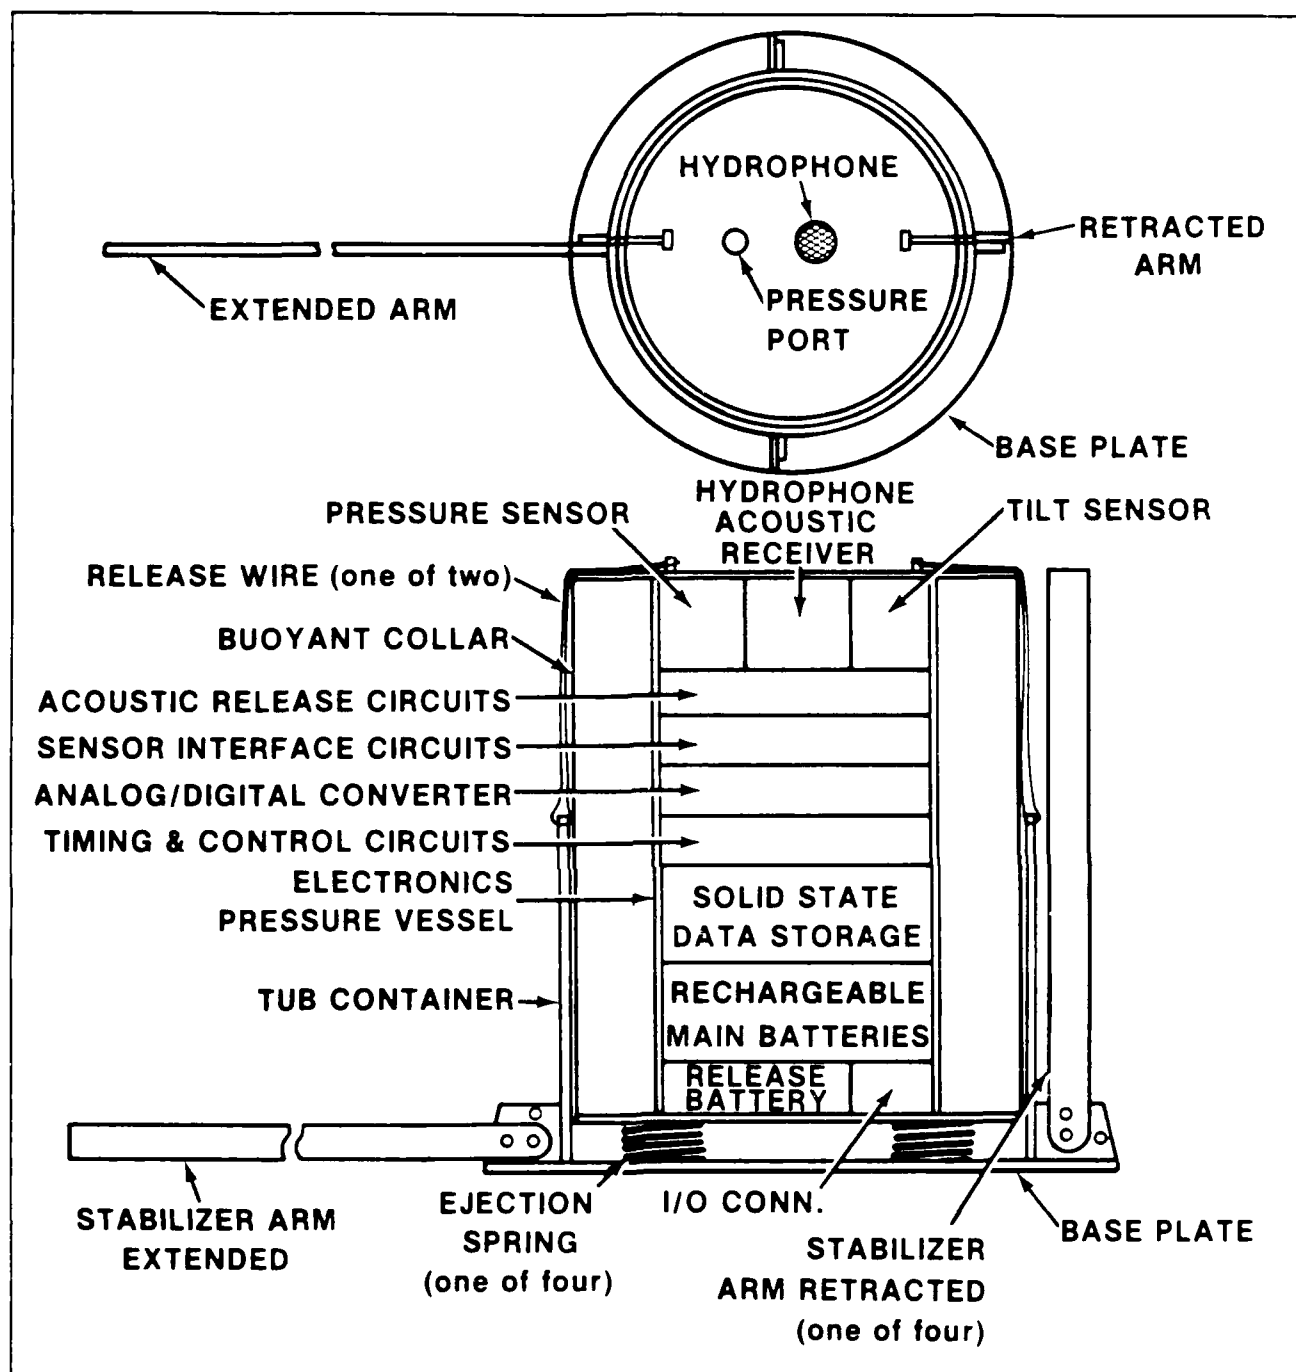 HYDROPHONE
RETRACTED
ARM
EXTENDED ARM
PRESSURE
PORT
BASE PLATE
HYDROPHONE
ACOUSTIC
RECEIVER
PRESSURE SENSOR
TILT SENSOR
RELEASE WIRE (one of two)
BUOYANT COLLAR
ACOUSTIC RELEASE CIRCUITS
SENSOR INTERFACE CIRCUITS
ANALOG/DIGITAL CONVERTER
TIMING & CONTROL CIRCUITS
ELECTRONICS
PRESSURE VESSEL
SOLID STATE
DATA STORAGE
TUB CONTAINER
RECHARGEABLE
MAIN BATTERIES
RELEASE
BATTERY
STABILIZER ARM
EXTENDED
EJECTION
SPRING
(one of four)
I/O CONN.
STABILIZER
ARM RETRACTED
(one of four)
BASE PLATE